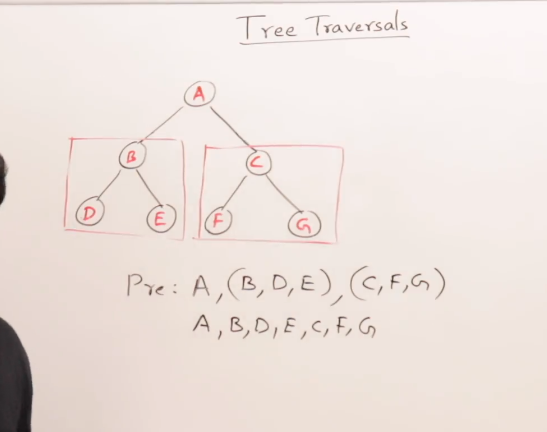 Tree Traversals
A
B C
D E F G
Pre: A, (B, D, E), (C, F, G)
A, B, D, E, C, F, G